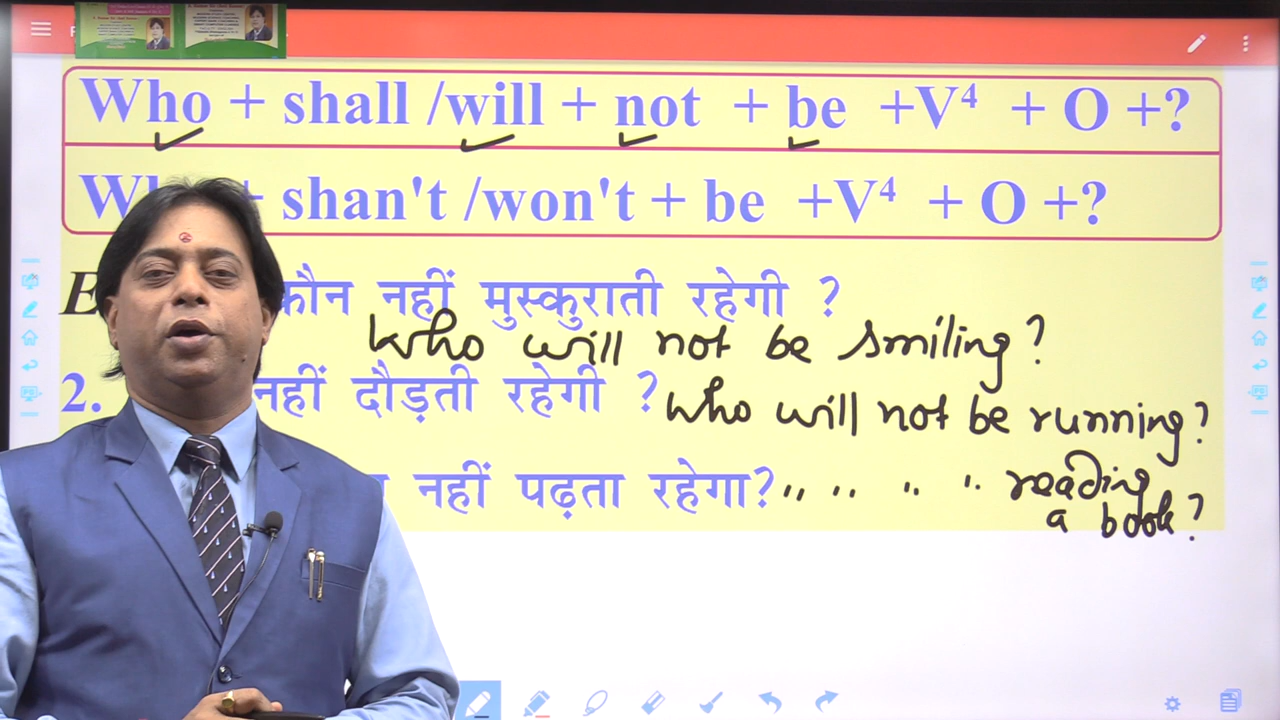 Who + shall /will + not + be +V⁴ + O +?
+ shan't /won't + be +V⁴ + O +?
कौन नहीं मुस्कुराती रहेगी ?
Who will not be smiling?
2. नहीं दौड़ती रहेगी ?
Who will not be running?
नहीं पढ़ता रहेगा?
" " " " reading
a book?